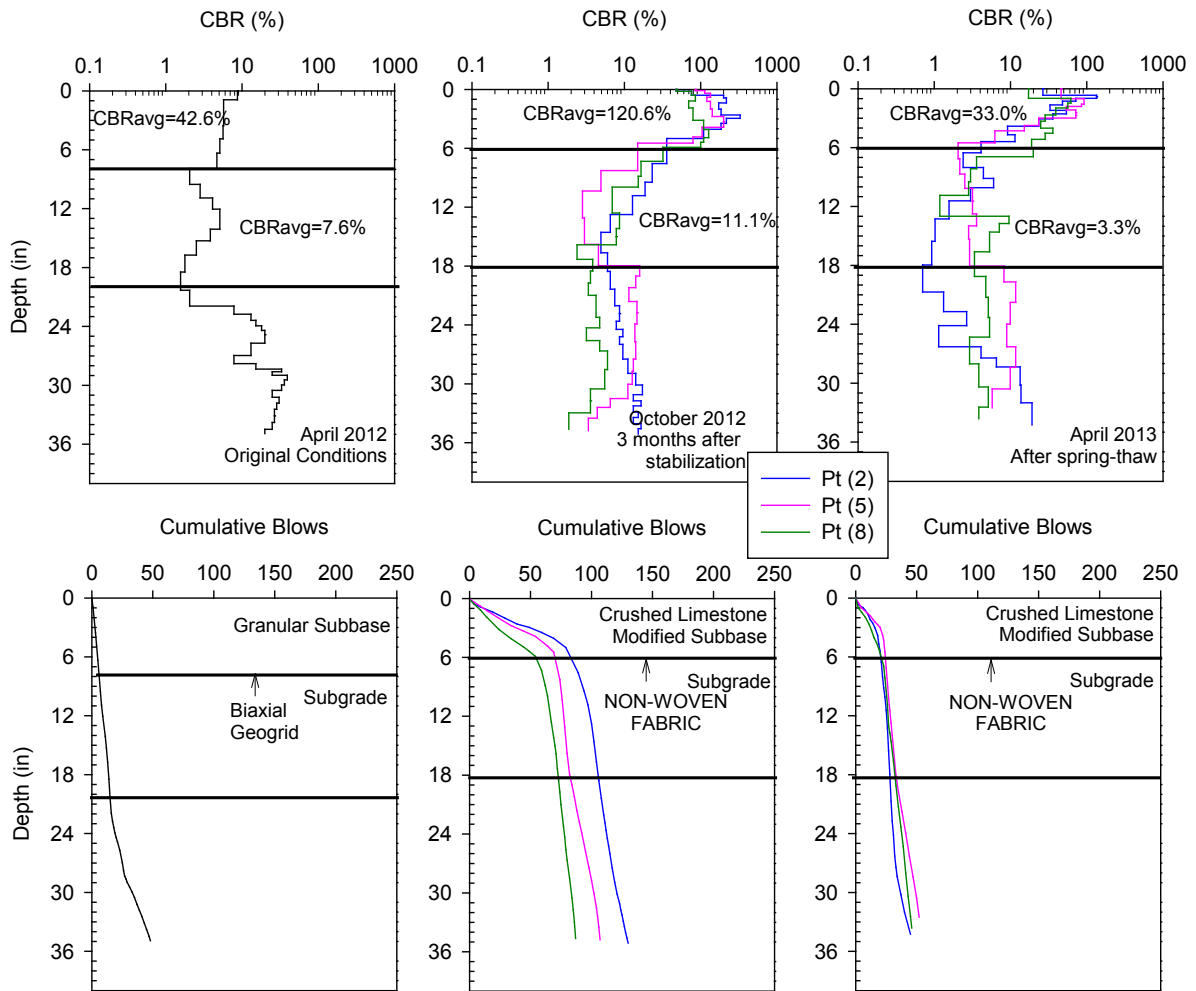 CBR (%)
0.1 1 10 100 1000
CBR (%)
0.1 1 10 100 1000
CBR (%)
0.1 1 10 100 1000
Depth (in)
0
6
12
18
24
30
36
CBRavg=42.6%
CBRavg=7.6%
April 2012
Original Conditions
0
6
12
18
24
30
36
CBRavg=120.6%
CBRavg=11.1%
October 2012
3 months after
stabilization
0
6
12
18
24
30
36
CBRavg=33.0%
CBRavg=3.3%
April 2013
After spring-thaw
Pt (2)
Pt (5)
Pt (8)
Cumulative Blows
0 50 100 150 200 250
Cumulative Blows
0 50 100 150 200 250
Cumulative Blows
0 50 100 150 200 250
Depth (in)
0
6
12
18
24
30
36
Granular Subbase
Subgrade
Biaxial
Geogrid
0
6
12
18
24
30
36
Crushed Limestone
Modified Subbase
Subgrade
NON-WOVEN
FABRIC
0
6
12
18
24
30
36
Crushed Limestone
Modified Subbase
Subgrade
NON-WOVEN
FABRIC